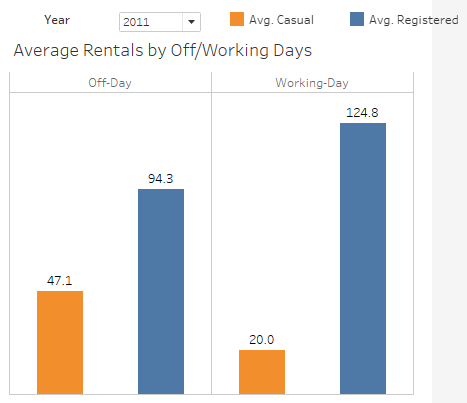 Year 2011 Avg. Casual Avg. Registered
Average Rentals by Off/Working Days
Off-Day Working-Day
124.8
94.3
47.1
20.0